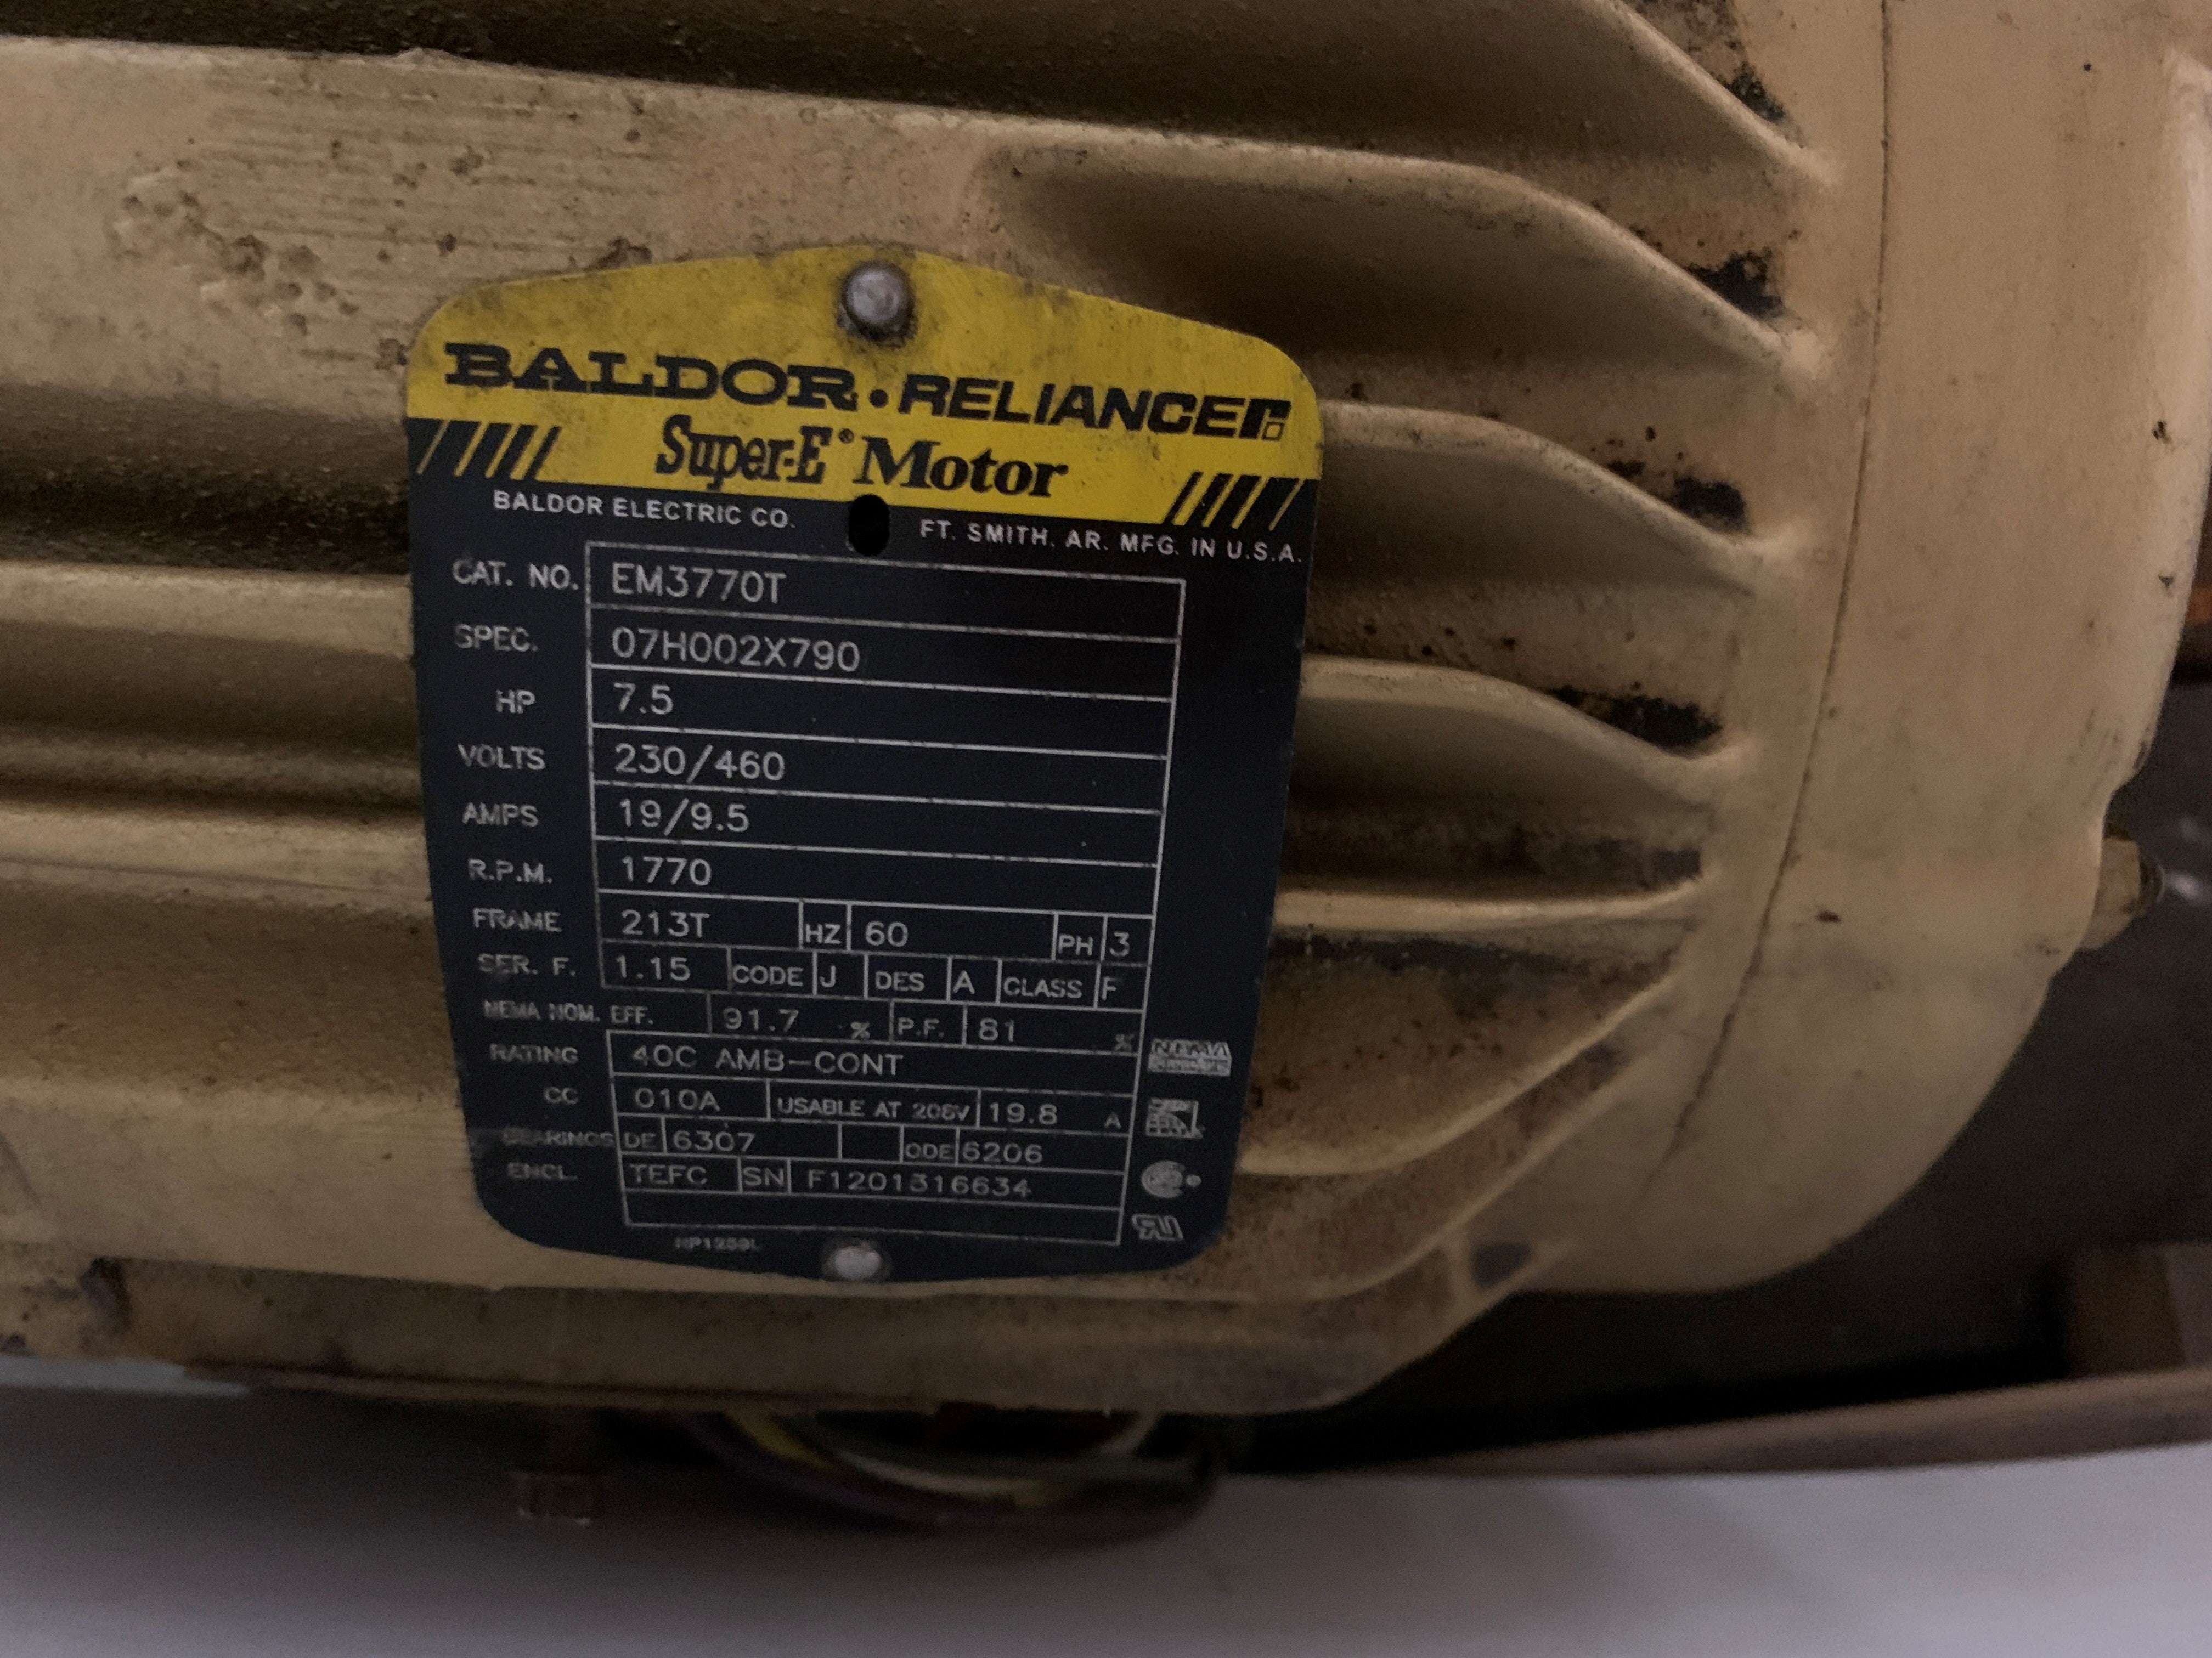 BALDOR • RELIANCE
Super-E® Motor
BALDOR ELECTRIC CO. FT. SMITH, AR. MFG. IN U.S.A.
CAT. NO. EM3770T
SPEC. 07H002X790
HP 7.5
VOLTS 230/460
AMPS 19/9.5
R.P.M. 1770
FRAME 213T HZ 60 PH 3
SER. F. 1.15 CODE J DES A CLASS F
NEMA NOM. EFF. 91.7 % P.F. 81 %
RATING 40C AMB-CONT
CC 010A USABLE AT 208V 19.8 A
BEARINGS DE 6307 ODE 6206
ENCL. TEFC SN F1201316634